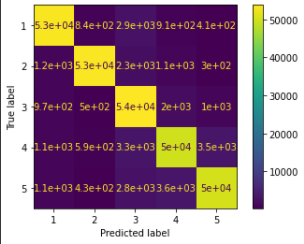 1 5.3e+04 8.4e+02 2.9e+03 9.1e+02 4.1e+02
2 1.2e+03 5.3e+04 2.3e+03 1.1e+03 3e+02
3 9.7e+02 5e+02 5.4e+04 2e+03 1e+03
4 1.1e+03 5.9e+02 3.3e+03 5e+04 3.5e+03
5 1.1e+03 4.3e+02 2.8e+03 3.6e+03 5e+04
1 2 3 4 5
Predicted label
True label
50000
40000
30000
20000
10000